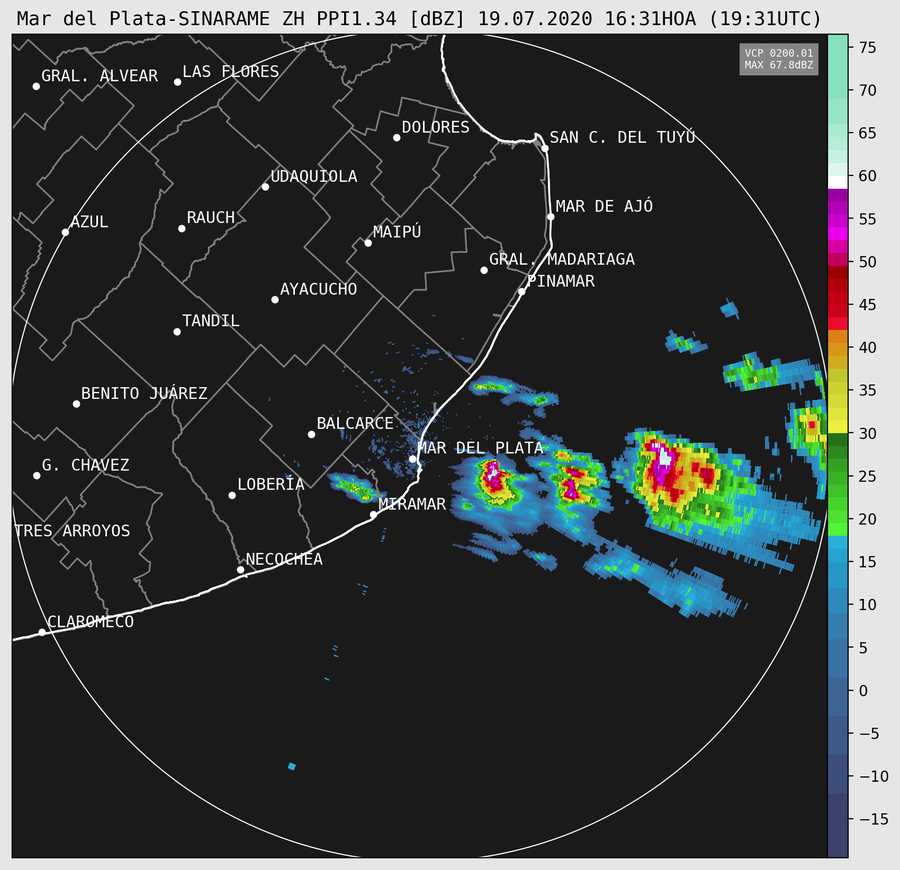 Mar del Plata-SINARAME ZH PPI1.34 [dBZ] 19.07.2020 16:31HOA (19:31UTC)
VCP 0200.01
MAX 67.8dBZ
GRAL. ALVEAR
LAS FLORES
DOLORES
SAN C. DEL TUYÚ
UDAQUIOLA
AZUL
RAUCH
MAR DE AJÓ
MAIPÚ
GRAL. MADARIAGA
PINAMAR
AYACUCHO
TANDIL
BENITO JUÁREZ
BALCARCE
MAR DEL PLATA
G. CHAVEZ
LOBERÍA
MIRAMAR
TRES ARROYOS
NECOCHEA
CLAROMECO
75
70
65
60
55
50
45
40
35
30
25
20
15
10
5
0
−5
−10
−15